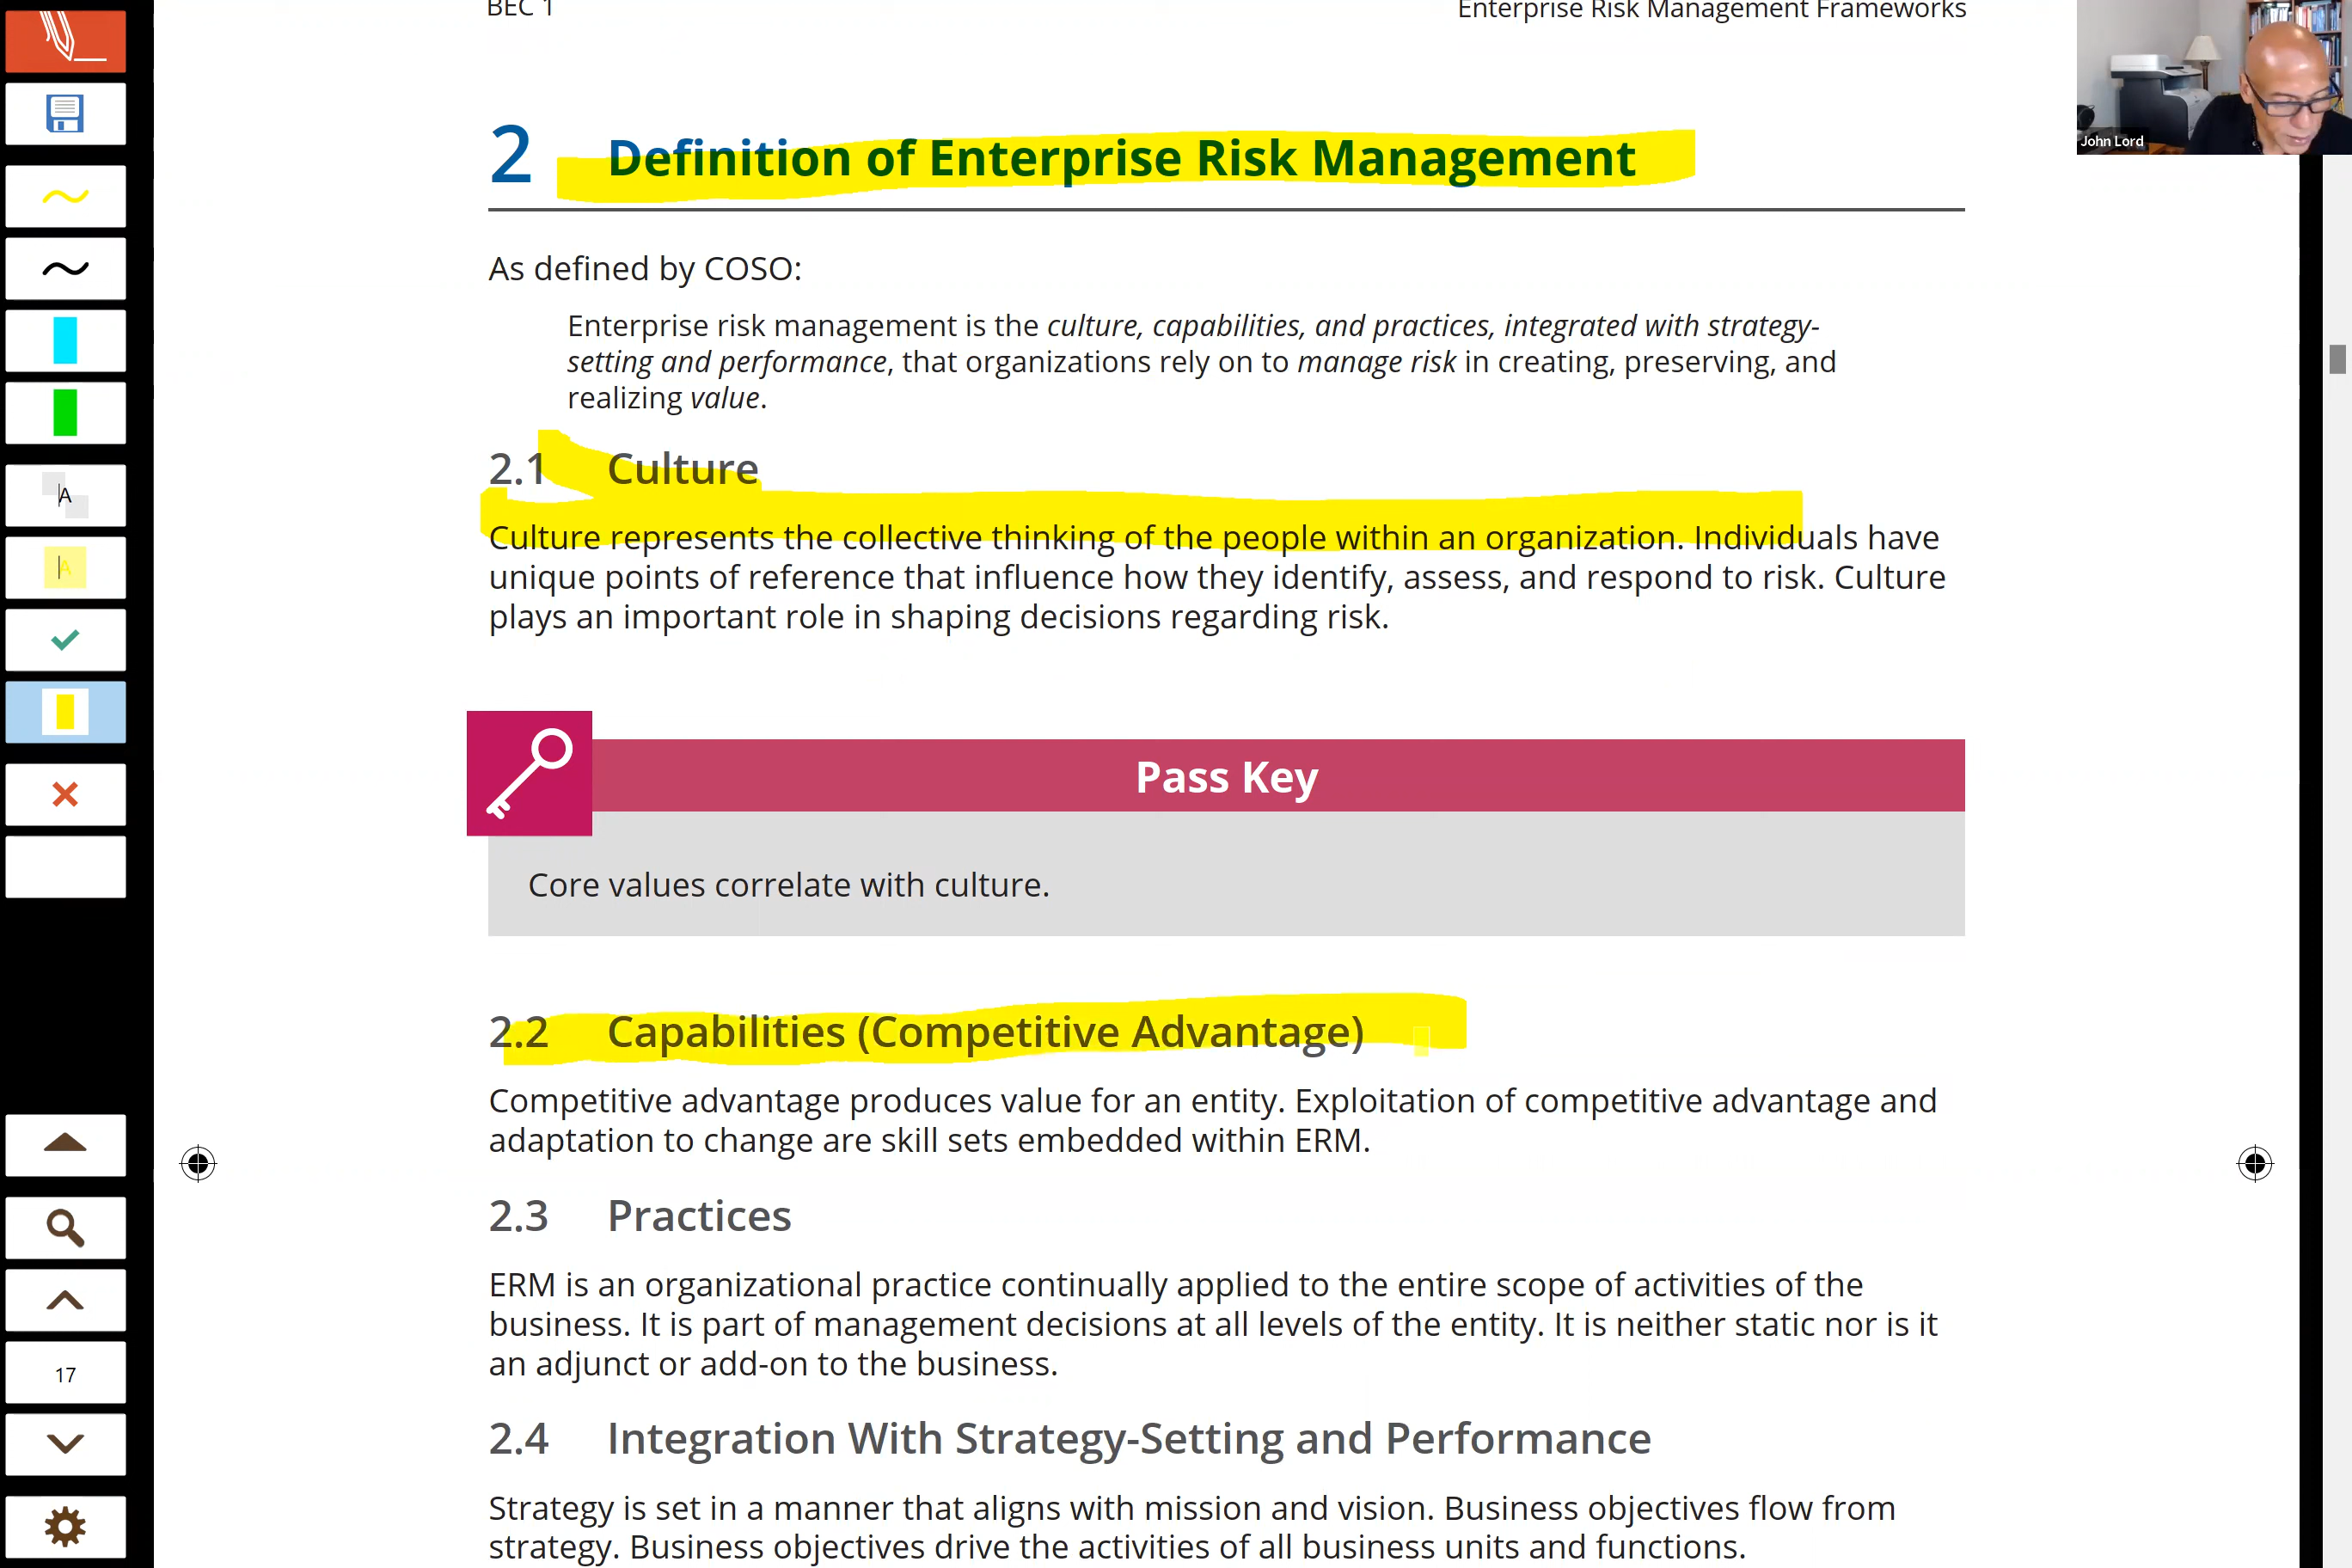 BEC 1 Enterprise Risk Management Frameworks
John Lord
2 Definition of Enterprise Risk Management
As defined by COSO:
Enterprise risk management is the culture, capabilities, and practices, integrated with strategy-
setting and performance, that organizations rely on to manage risk in creating, preserving, and
realizing value.
2.1 Culture
Culture represents the collective thinking of the people within an organization. Individuals have
unique points of reference that influence how they identify, assess, and respond to risk. Culture
plays an important role in shaping decisions regarding risk.
A
A
Pass Key
Core values correlate with culture.
2.2 Capabilities (Competitive Advantage)
Competitive advantage produces value for an entity. Exploitation of competitive advantage and
adaptation to change are skill sets embedded within ERM.
2.3 Practices
ERM is an organizational practice continually applied to the entire scope of activities of the
business. It is part of management decisions at all levels of the entity. It is neither static nor is it
an adjunct or add-on to the business.
17
2.4 Integration With Strategy-Setting and Performance
Strategy is set in a manner that aligns with mission and vision. Business objectives flow from
strategy. Business objectives drive the activities of all business units and functions.